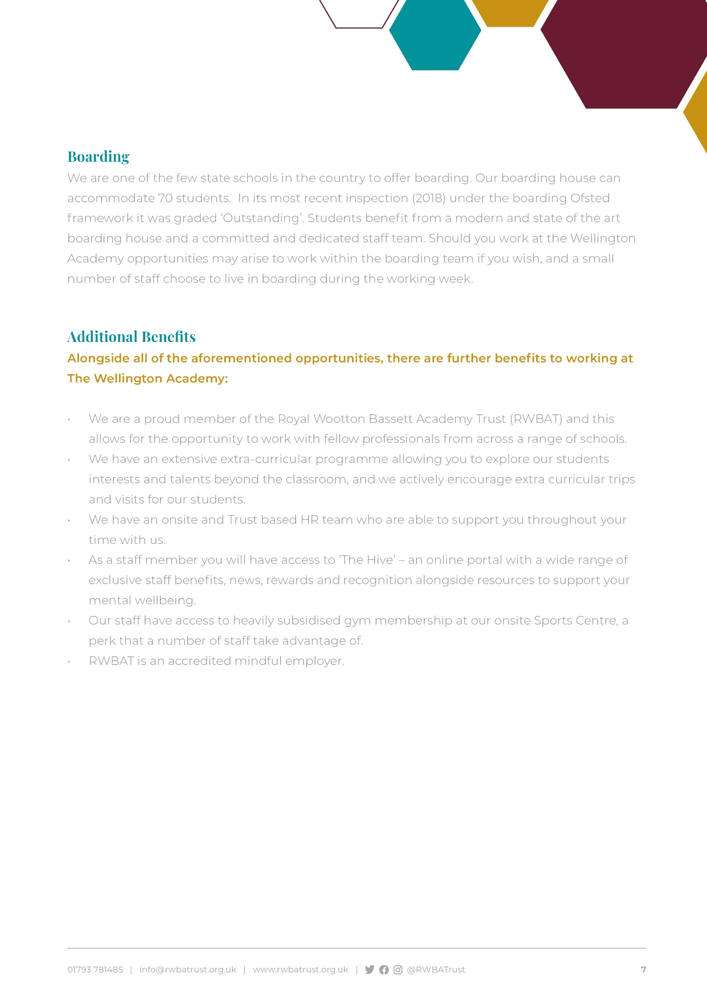 Boarding
We are one of the few state schools in the country to offer boarding. Our boarding house can
accommodate 70 students.  In its most recent inspection (2018) under the boarding Ofsted
framework it was graded ‘Outstanding’. Students benefit from a modern and state of the art
boarding house and a committed and dedicated staff team. Should you work at the Wellington
Academy opportunities may arise to work within the boarding team if you wish, and a small
number of staff choose to live in boarding during the working week.
Additional Benefits
Alongside all of the aforementioned opportunities, there are further benefits to working at
The Wellington Academy:
• We are a proud member of the Royal Wootton Bassett Academy Trust (RWBAT) and this
allows for the opportunity to work with fellow professionals from across a range of schools.
• We have an extensive extra-curricular programme allowing you to explore our students
interests and talents beyond the classroom, and we actively encourage extra curricular trips
and visits for our students.
• We have an onsite and Trust based HR team who are able to support you throughout your
time with us.
• As a staff member you will have access to ‘The Hive’ – an online portal with a wide range of
exclusive staff benefits, news, rewards and recognition alongside resources to support your
mental wellbeing.
• Our staff have access to heavily subsidised gym membership at our onsite Sports Centre, a
perk that a number of staff take advantage of.
• RWBAT is an accredited mindful employer.
01793 781485 | info@rwbatrust.org.uk | www.rwbatrust.org.uk | @RWBATrust 7